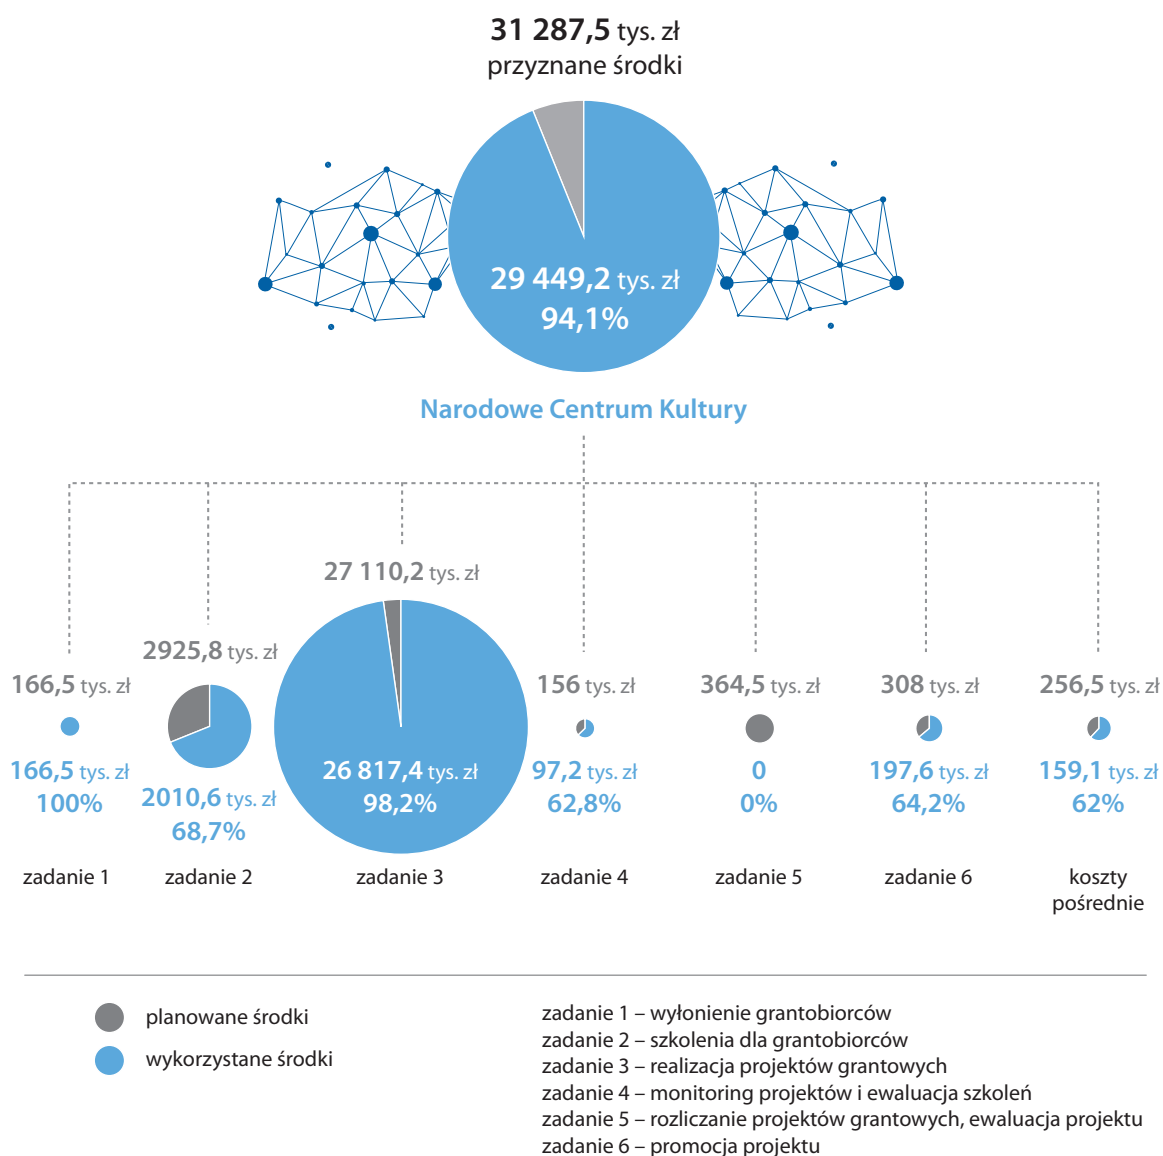 31 287,5 tys. zł
przyznane środki
29 449,2 tys. zł
94,1%
Narodowe Centrum Kultury
166,5 tys. zł
166,5 tys. zł
100%
zadanie 1
2925,8 tys. zł
2010,6 tys. zł
68,7%
zadanie 2
27 110,2 tys. zł
26 817,4 tys. zł
98,2%
zadanie 3
156 tys. zł
97,2 tys. zł
62,8%
zadanie 4
364,5 tys. zł
0
0%
zadanie 5
308 tys. zł
197,6 tys. zł
64,2%
zadanie 6
256,5 tys. zł
159,1 tys. zł
62%
koszty
pośrednie
planowane środki
wykorzystane środki
zadanie 1 – wyłonienie grantobiorców
zadanie 2 – szkolenia dla grantobiorców
zadanie 3 – realizacja projektów grantowych
zadanie 4 – monitoring projektów i ewaluacja szkoleń
zadanie 5 – rozliczanie projektów grantowych, ewaluacja projektu
zadanie 6 – promocja projektu